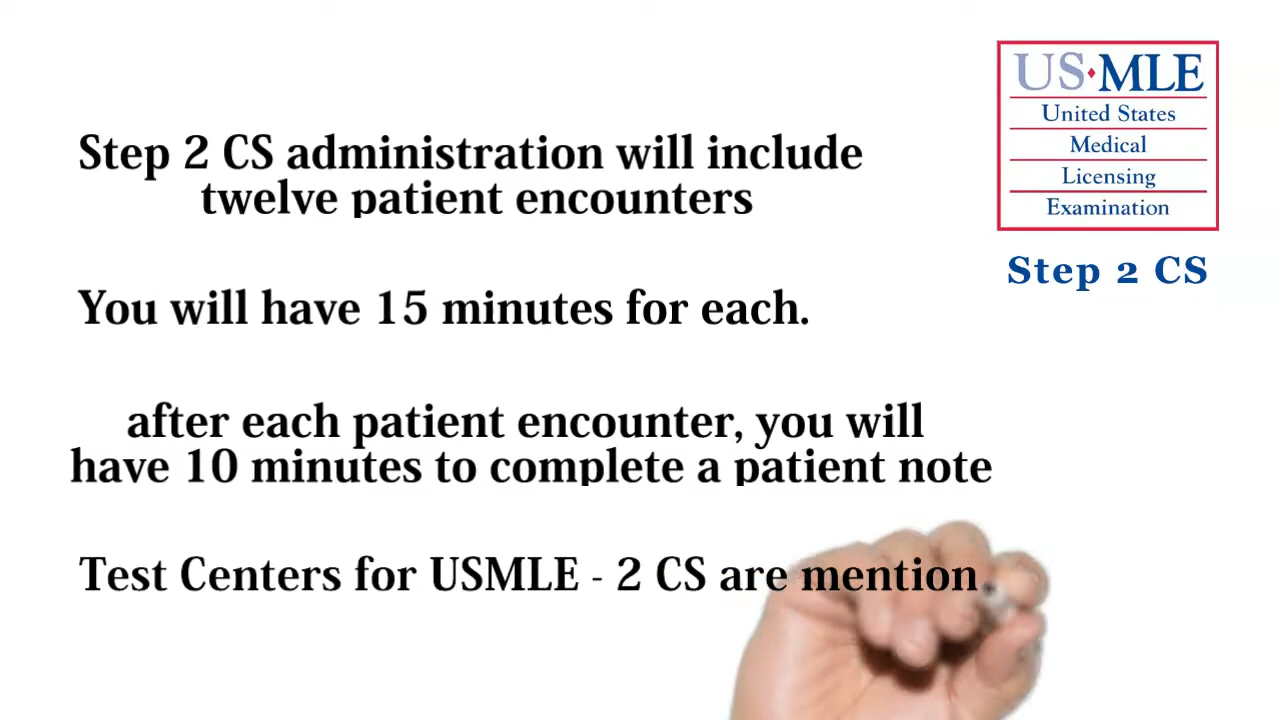 Step 2 CS administration will include
twelve patient encounters
You will have 15 minutes for each.
after each patient encounter, you will
have 10 minutes to complete a patient note
Test Centers for USMLE - 2 CS are mention
US♦MLE
United States
Medical
Licensing
Examination
Step 2 CS